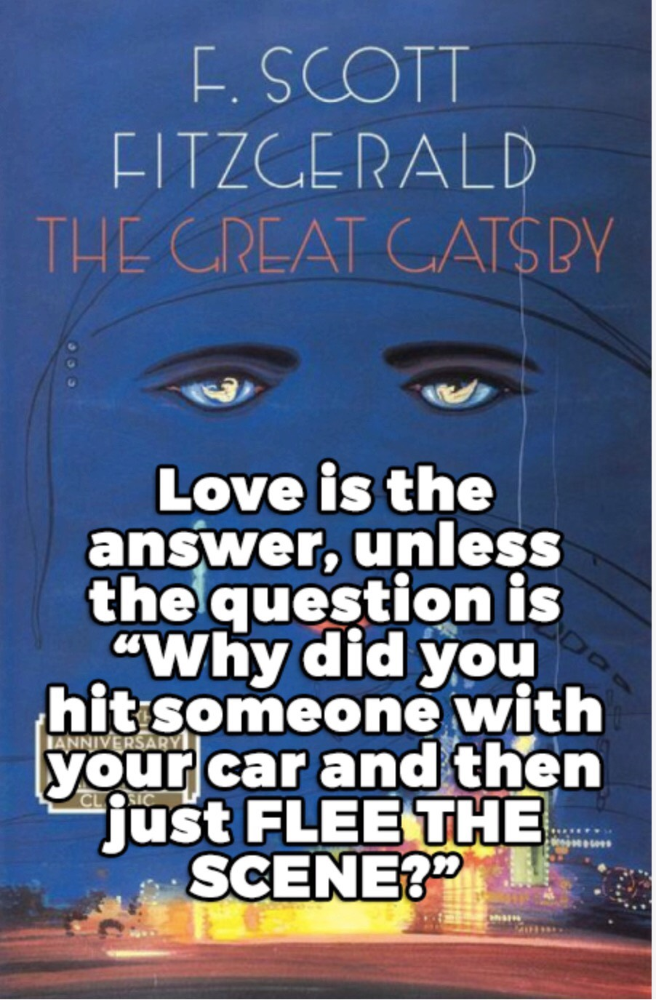 F. SCOTT
FITZGERALD
THE GREAT GATSBY
Love is the
answer, unless
the question is
“Why did you
hit someone with
ANNIVERSARY
your car and then
CLASSIC
just FLEE THE
SCENE?”